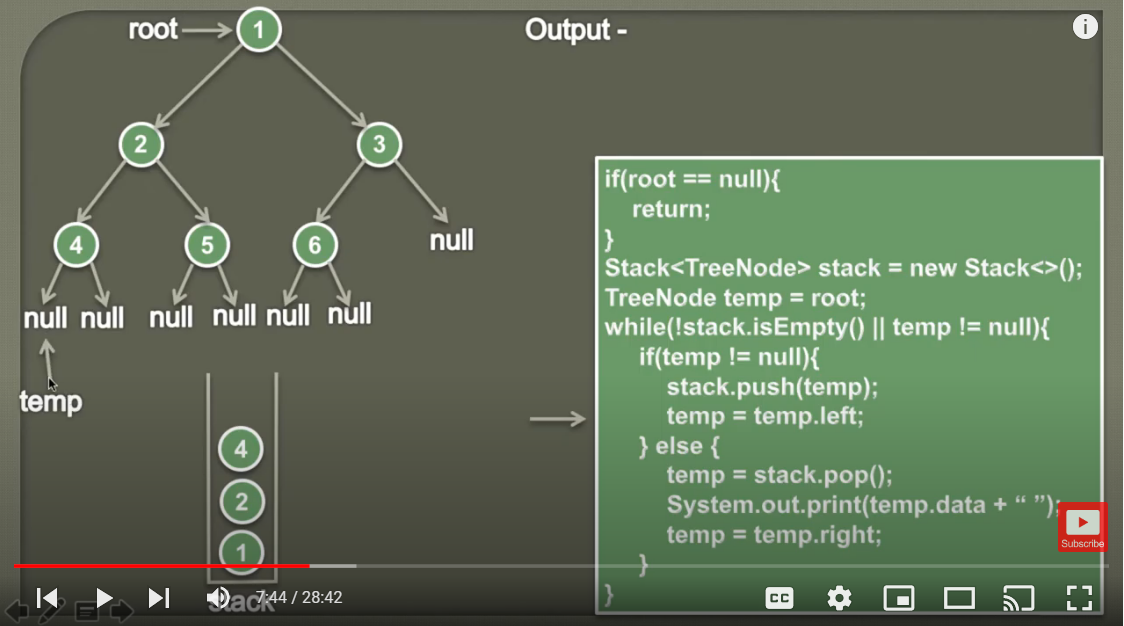 root
1
Output -
2
3
4
5
6
null
null null null null null null
temp
4
2
1
stack
if(root == null){
return;
}
Stack<TreeNode> stack = new Stack<>();
TreeNode temp = root;
while(!stack.isEmpty() || temp != null){
if(temp != null){
stack.push(temp);
temp = temp.left;
} else {
temp = stack.pop();
System.out.print(temp.data + “ ”);
temp = temp.right;
}
}
i
Subscribe
7:44 / 28:42
CC